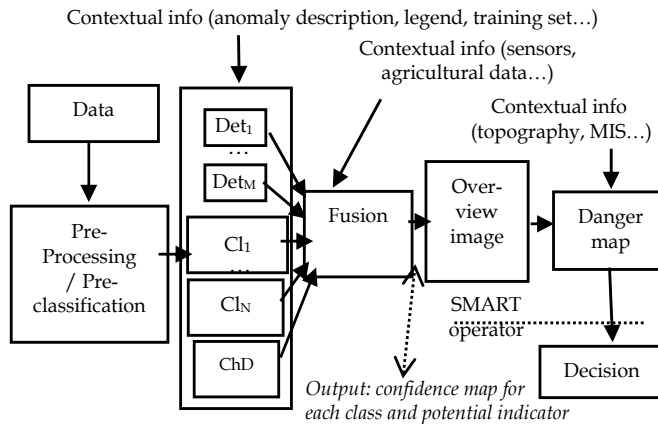 Contextual info (anomaly description, legend, training set…)
Contextual info (sensors,
agricultural data…)
Contextual info
(topography, MIS…)
Data
Det1
…
DetM
Pre-
Processing
/ Pre-
classification
Cl1
…
ClN
ChD
Fusion
Over-
view
image
Danger
map
SMART
operator
Decision
Output: confidence map for
each class and potential indicator